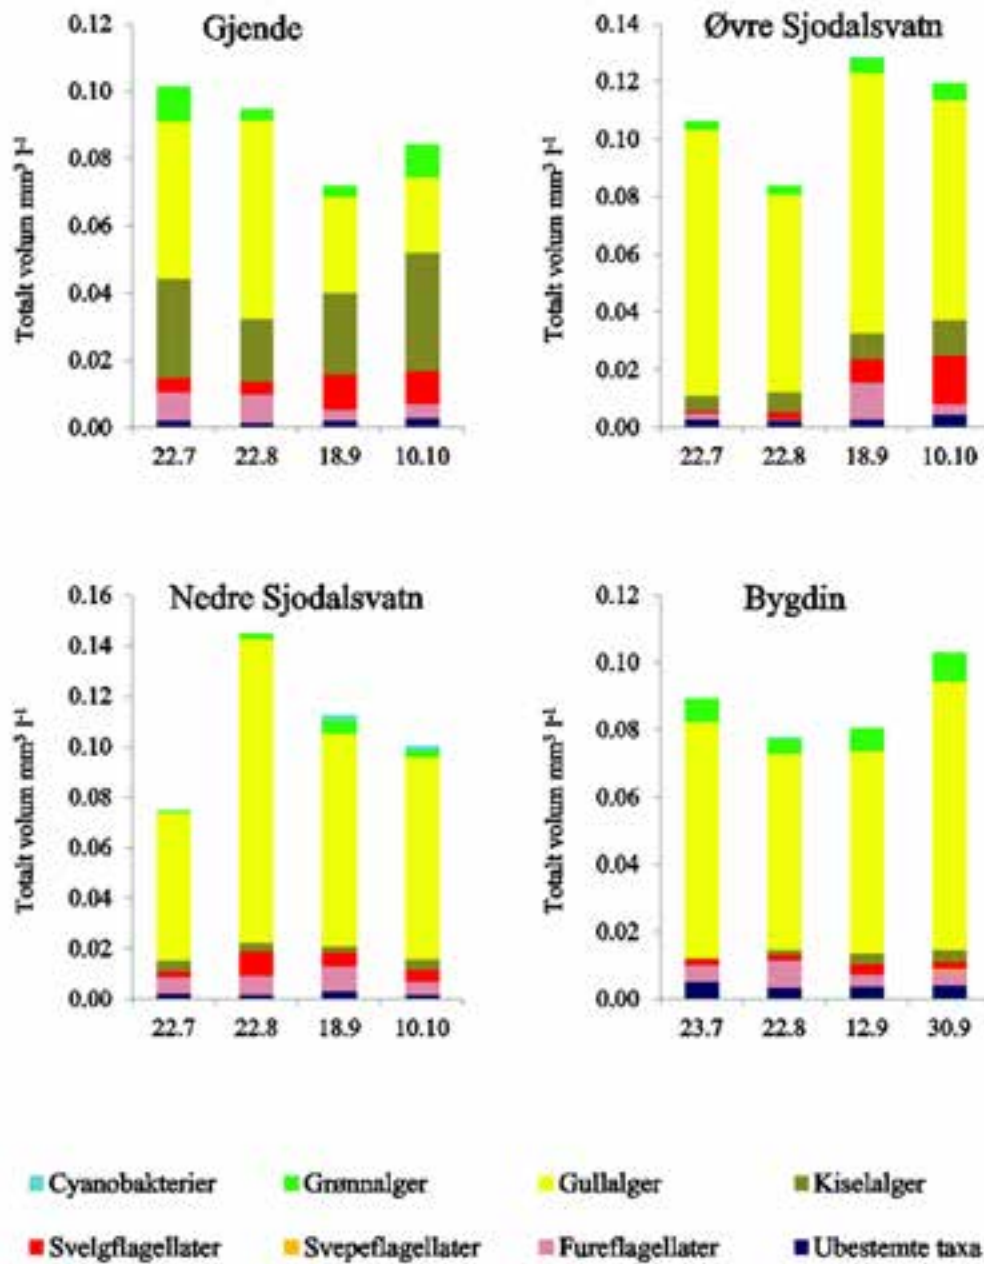 Gjende
Totalt volum mm³ l⁻¹
0.12
0.10
0.08
0.06
0.04
0.02
0.00
22.7 22.8 18.9 10.10
Øvre Sjodalsvatn
Totalt volum mm³ l⁻¹
0.14
0.12
0.10
0.08
0.06
0.04
0.02
0.00
22.7 22.8 18.9 10.10
Nedre Sjodalsvatn
Totalt volum mm³ l⁻¹
0.16
0.14
0.12
0.10
0.08
0.06
0.04
0.02
0.00
22.7 22.8 18.9 10.10
Bygdin
Totalt volum mm³ l⁻¹
0.12
0.10
0.08
0.06
0.04
0.02
0.00
23.7 22.8 12.9 30.9
Cyanobakterier Grønnalger Gullalger Kiselalger
Svelgflagellater Svepeflagellater Fureflagellater Ubestemte taxa